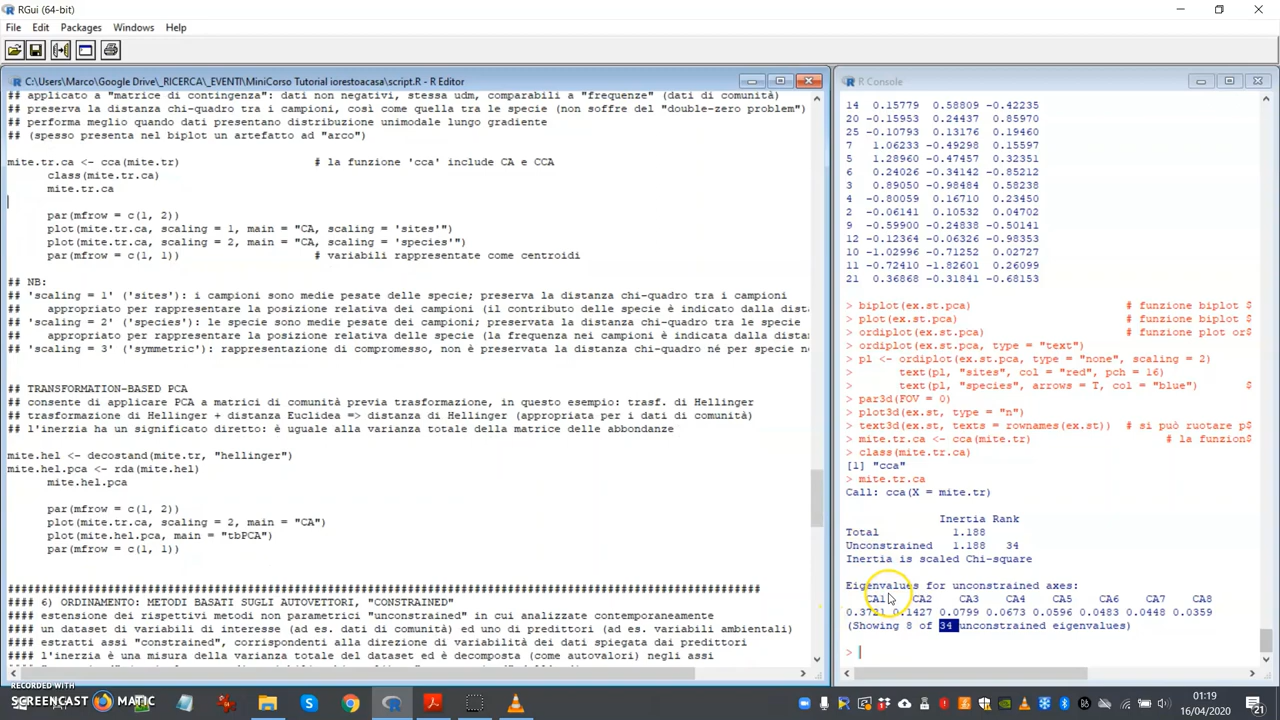 RGui (64-bit)
File Edit Packages Windows Help
C:\Users\Marco\Google Drive\_RICERCA\_EVENTI\MiniCorso Tutorial iorestoacasa\script.R - R Editor
## applicato a "matrice di contingenza": dati non negativi, stessa udm, comparabili a "frequenze" (dati di comunità)
## preserva la distanza chi-quadro tra i campioni, così come quella tra le specie (non soffre del "double-zero problem")
## performa meglio quando dati presentano distribuzione unimodale lungo gradiente
## (spesso presenta nel biplot un artefatto ad "arco")
mite.tr.ca <- cca(mite.tr) # la funzione 'cca' include CA e CCA
class(mite.tr.ca)
mite.tr.ca
par(mfrow = c(1, 2))
plot(mite.tr.ca, scaling = 1, main = "CA, scaling = 'sites'")
plot(mite.tr.ca, scaling = 2, main = "CA, scaling = 'species'")
par(mfrow = c(1, 1)) # variabili rappresentate come centroidi
## NB:
## 'scaling = 1' ('sites'): i campioni sono medie pesate delle specie; preserva la distanza chi-quadro tra i campioni
## appropriato per rappresentare la posizione relativa dei campioni (il contributo delle specie è indicato dalla dist
## 'scaling = 2' ('species'): le specie sono medie pesate dei campioni; preservata la distanza chi-quadro tra le specie
## appropriato per rappresentare la posizione relativa delle specie (la frequenza nei campioni è indicata dalla dista
## 'scaling = 3' ('symmetric'): rappresentazione di compromesso, non è preservata la distanza chi-quadro né per specie n
## TRANSFORMATION-BASED PCA
## consente di applicare PCA a matrici di comunità previa trasformazione, in questo esempio: trasf. di Hellinger
## trasformazione di Hellinger + distanza Euclidea => distanza di Hellinger (appropriata per i dati di comunità)
## l'inerzia ha un significato diretto: è uguale alla varianza totale della matrice delle abbondanze
mite.hel <- decostand(mite.tr, "hellinger")
mite.hel.pca <- rda(mite.hel)
mite.hel.pca
par(mfrow = c(1, 2))
plot(mite.tr.ca, scaling = 2, main = "CA")
plot(mite.hel.pca, main = "tbPCA")
par(mfrow = c(1, 1))
#################################################################################################################
#### 6) ORDINAMENTO: METODI BASATI SUGLI AUTOVETTORI, "CONSTRAINED"
#### estensione dei rispettivi metodi non parametrici "unconstrained" in cui analizzate contemporaneamente
#### un dataset di variabili di interesse (ad es. dati di comunità) ed uno di predittori (ad es. variabili ambientali)
#### estratti assi "constrained", corrispondenti alla direzione di variabilità dei dati spiegata dai predittori
#### l'inerzia è una misura della varianza totale del dataset ed è decomposta (come autovalori) negli assi
R Console
14 0.15779 0.58809 -0.42235
20 -0.15953 0.24437 0.85970
25 -0.10793 0.13176 0.19460
7 1.06233 -0.49298 0.15597
5 1.28960 -0.47457 0.32351
6 0.24026 -0.34142 -0.85212
3 0.89050 -0.98484 0.58238
4 -0.80059 0.16710 0.23450
2 -0.06141 0.10532 0.04702
9 -0.59900 -0.24838 -0.50141
12 -0.12364 -0.06326 -0.98353
10 -1.02996 -0.71252 0.02727
11 -0.72410 -1.82601 0.26099
21 0.36868 -0.31841 -0.68153
> biplot(ex.st.pca) # funzione biplot $
> plot(ex.st.pca) # funzione biplot $
> ordiplot(ex.st.pca) # funzione plot or$
> ordiplot(ex.st.pca, type = "text")
> pl <- ordiplot(ex.st.pca, type = "none", scaling = 2)
> text(pl, "sites", col = "red", pch = 16)
> text(pl, "species", arrows = T, col = "blue") $
> par3d(FOV = 0)
> plot3d(ex.st, type = "n")
> text3d(ex.st, texts = rownames(ex.st)) # si può ruotare p$
> mite.tr.ca <- cca(mite.tr) # la funzion$
> class(mite.tr.ca)
[1] "cca"
> mite.tr.ca
Call: cca(X = mite.tr)
Inertia Rank
Total 1.188
Unconstrained 1.188 34
Inertia is scaled Chi-square
Eigenvalues for unconstrained axes:
CA1 CA2 CA3 CA4 CA5 CA6 CA7 CA8
0.3721 0.1427 0.0799 0.0673 0.0596 0.0483 0.0448 0.0359
(Showing 8 of 34 unconstrained eigenvalues)
>
RECORDED WITH
SCREENCAST MATIC
01:19
16/04/2020
21